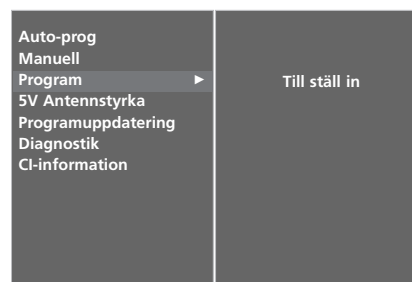 Auto-prog
Manuell
Program ►
Till ställ in
5V Antennstyrka
Programuppdatering
Diagnostik
CI-information